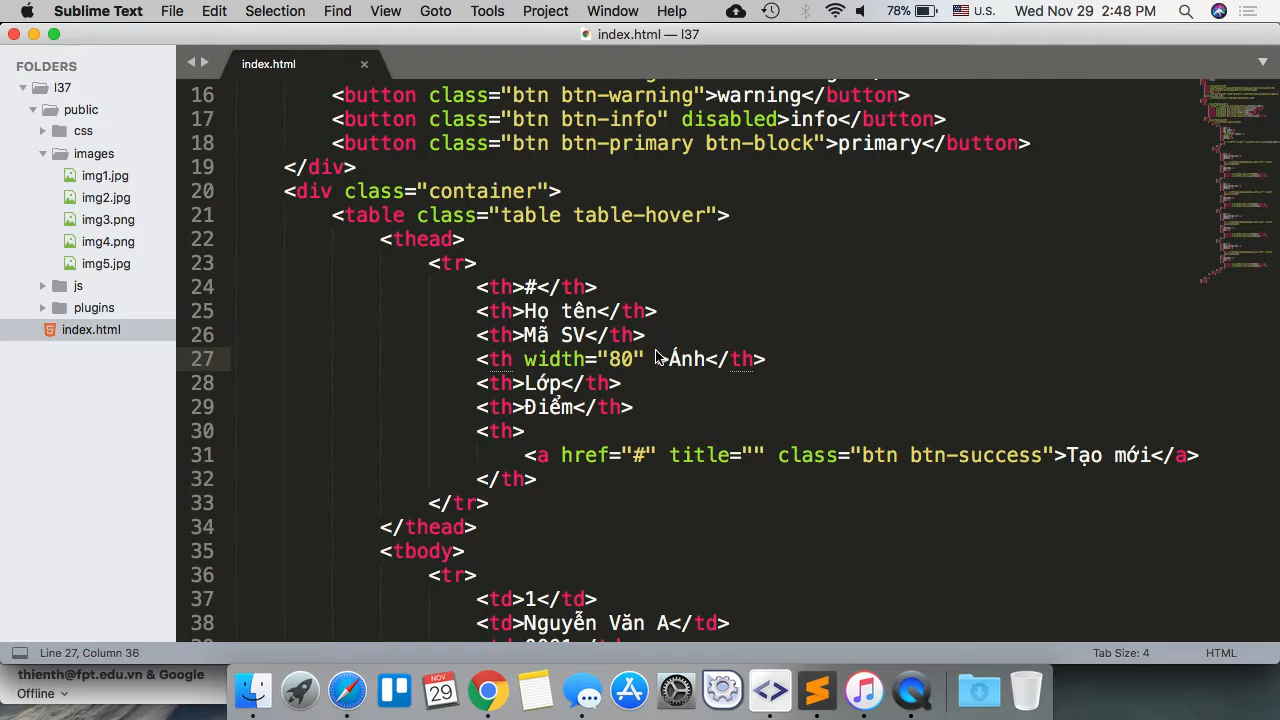 Sublime Text File Edit Selection Find View Goto Tools Project Window Help 78% U.S. Wed Nov 29 2:48 PM
index.html — l37
FOLDERS
l37
public
css
images
img1.jpg
img2.jpg
img3.png
img4.png
img5.jpg
js
plugins
index.html
index.html
16 <button class="btn btn-warning">warning</button>
17 <button class="btn btn-info" disabled>info</button>
18 <button class="btn btn-primary btn-block">primary</button>
19 </div>
20 <div class="container">
21 <table class="table table-hover">
22 <thead>
23 <tr>
24 <th>#</th>
25 <th>Họ tên</th>
26 <th>Mã SV</th>
27 <th width="80" >Ảnh</th>
28 <th>Lớp</th>
29 <th>Điểm</th>
30 <th>
31 <a href="#" title="" class="btn btn-success">Tạo mới</a>
32 </th>
33 </tr>
34 </thead>
35 <tbody>
36 <tr>
37 <td>1</td>
38 <td>Nguyễn Văn A</td>
Line 27, Column 36 Tab Size: 4 HTML
thienth@fpt.edu.vn & Google
Offline
NOV
29